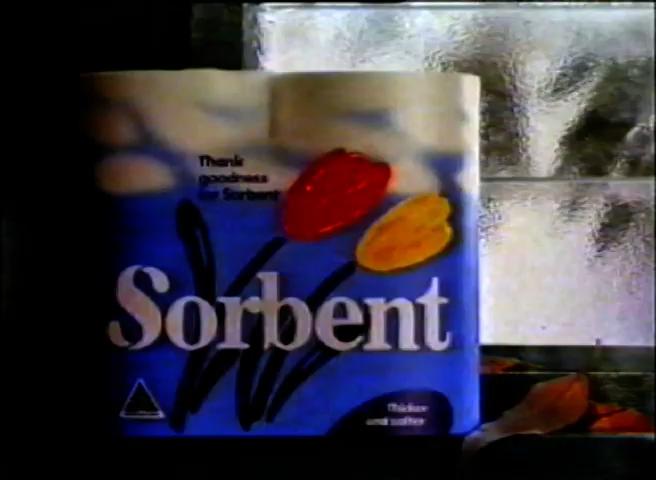 Thank
goodness
for Sorbent
Sorbent
Thicker
and softer